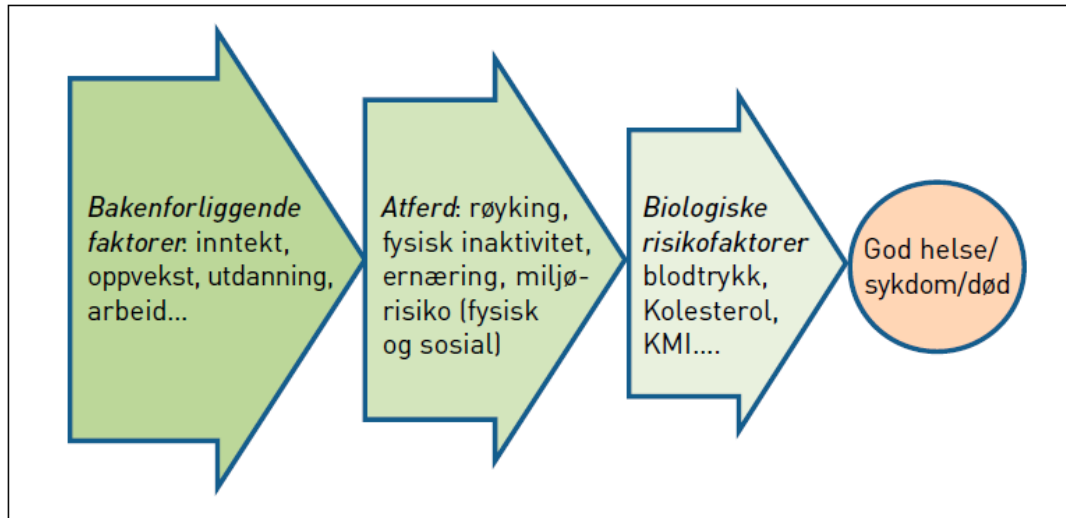 Bakenforliggende
faktorer: inntekt,
oppvekst, utdanning,
arbeid...
Atferd: røyking,
fysisk inaktivitet,
ernæring, miljø-
risiko (fysisk
og sosial)
Biologiske
risikofaktorer
blodtrykk,
Kolesterol,
KMI....
God helse/
sykdom/død